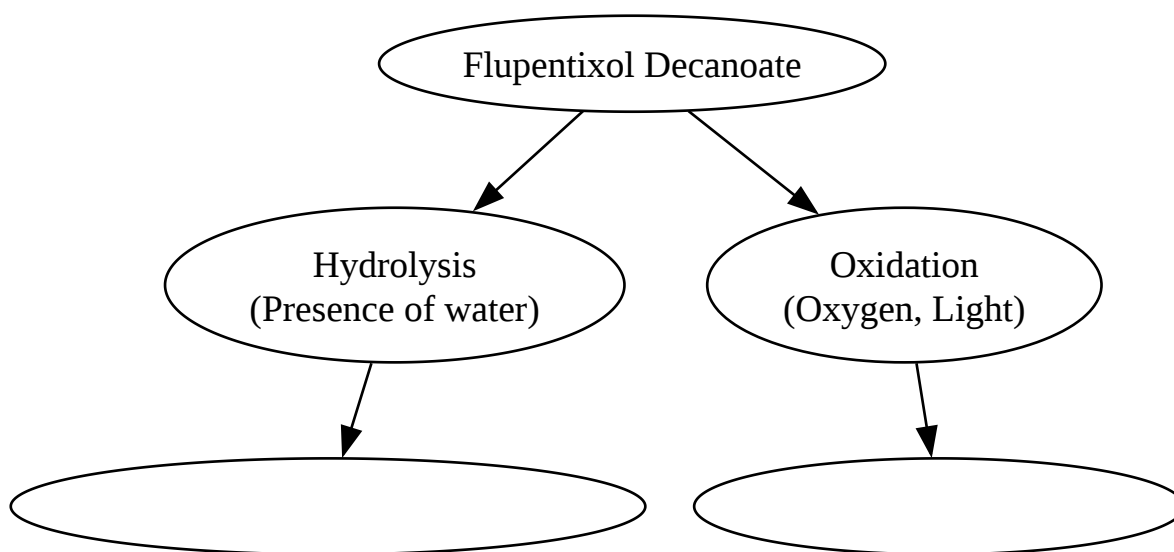 Flupentixol Decanoate
Hydrolysis
(Presence of water)
Oxidation
(Oxygen, Light)